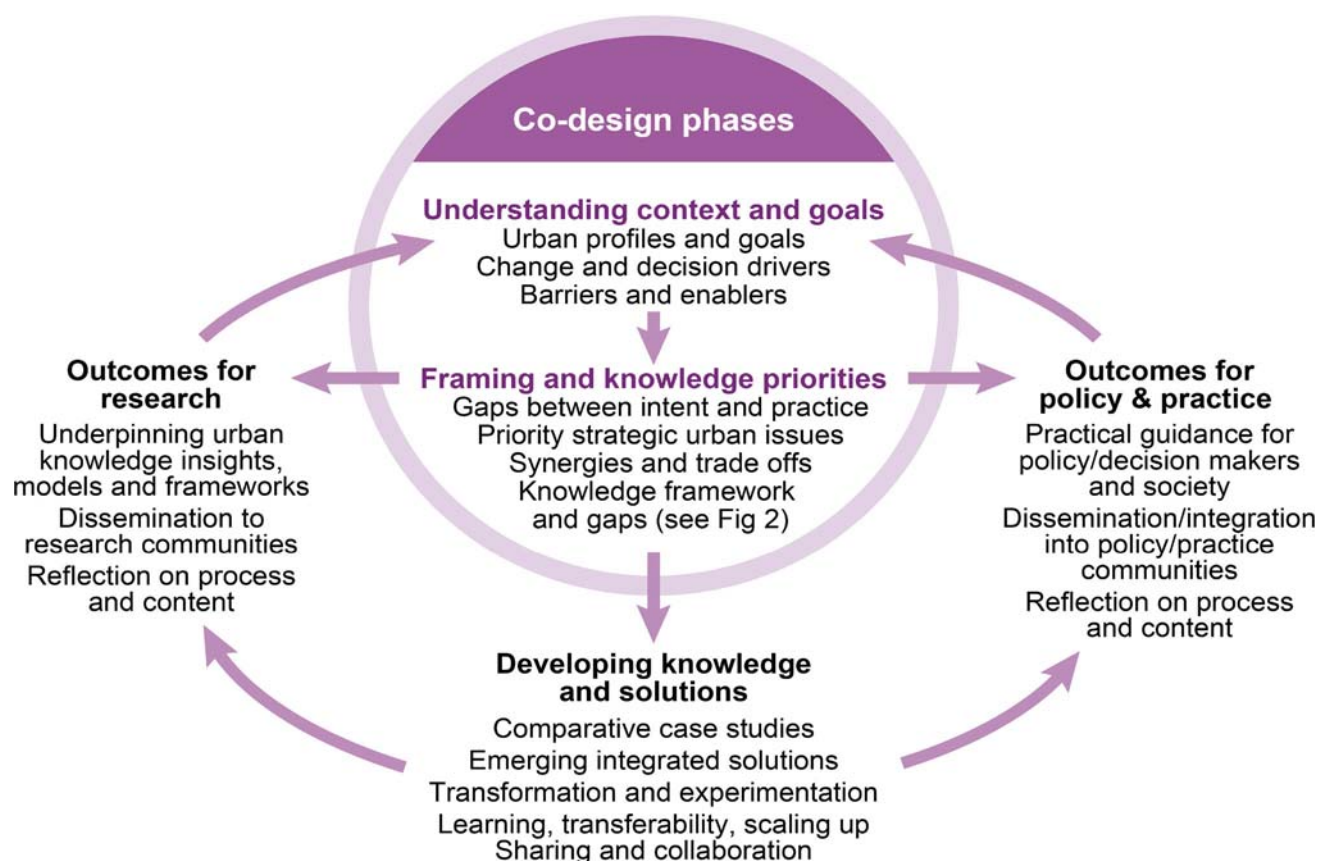 Co-design phases
Understanding context and goals
Urban profiles and goals
Change and decision drivers
Barriers and enablers
Framing and knowledge priorities
Gaps between intent and practice
Priority strategic urban issues
Synergies and trade offs
Knowledge framework
and gaps (see Fig 2)
Outcomes for
research
Underpinning urban
knowledge insights,
models and frameworks
Dissemination to
research communities
Reflection on process
and content
Outcomes for
policy & practice
Practical guidance for
policy/decision makers
and society
Dissemination/integration
into policy/practice
communities
Reflection on process
and content
Developing knowledge
and solutions
Comparative case studies
Emerging integrated solutions
Transformation and experimentation
Learning, transferability, scaling up
Sharing and collaboration